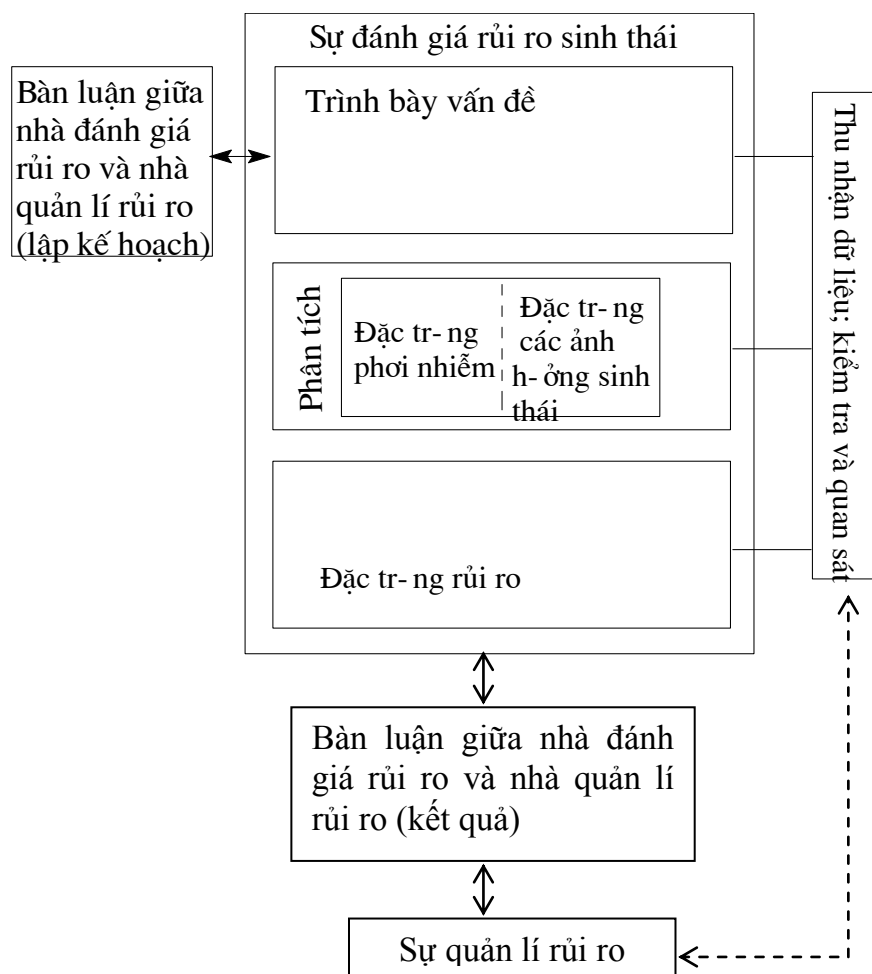 Sự đánh giá rủi ro sinh thái
Bàn luận giữa
nhà đánh giá
rủi ro và nhà
quản lí rủi ro
(lập kế hoạch)
Trình bày vấn đề
Thu nhận dữ liệu; kiểm tra và quan sát
Phân tích
Đặc tr- ng
phơi nhiễm
Đặc tr- ng
các ảnh
h- ởng sinh
thái
Đặc tr- ng rủi ro
Bàn luận giữa nhà đánh
giá rủi ro và nhà quản lí
rủi ro (kết quả)
Sự quản lí rủi ro